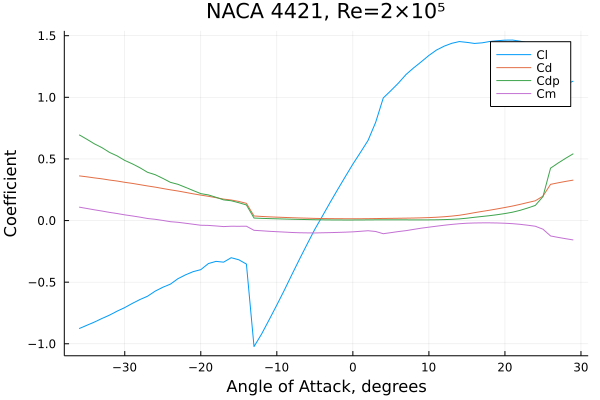 NACA 4421, Re=2×10⁵
Coefficient
1.5
1.0
0.5
0.0
−0.5
−1.0
Cl
Cd
Cdp
Cm
−30 −20 −10 0 10 20 30
Angle of Attack, degrees